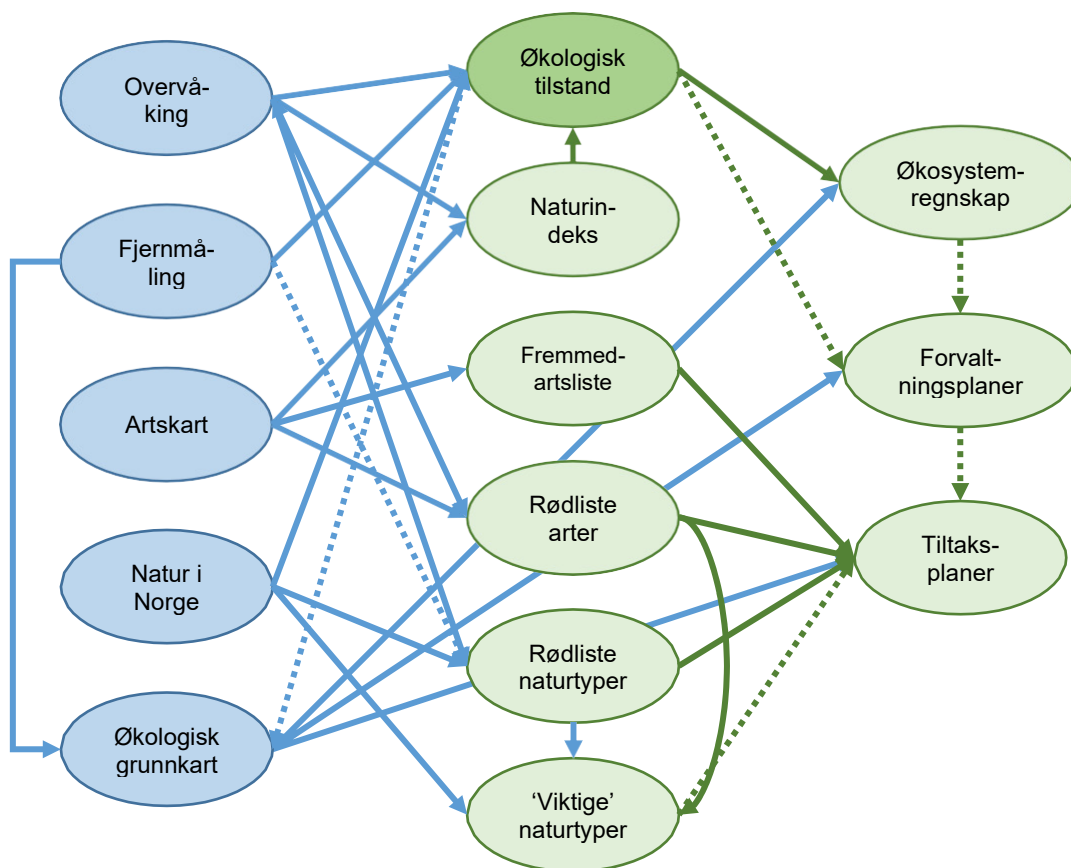 Overvå-
king
Fjernmå-
ling
Artskart
Natur i
Norge
Økologisk
grunnkart
Økologisk
tilstand
Naturin-
deks
Fremmed-
artsliste
Rødliste
arter
Rødliste
naturtyper
‘Viktige’
naturtyper
Økosystem-
regnskap
Forvalt-
ningsplaner
Tiltaks-
planer